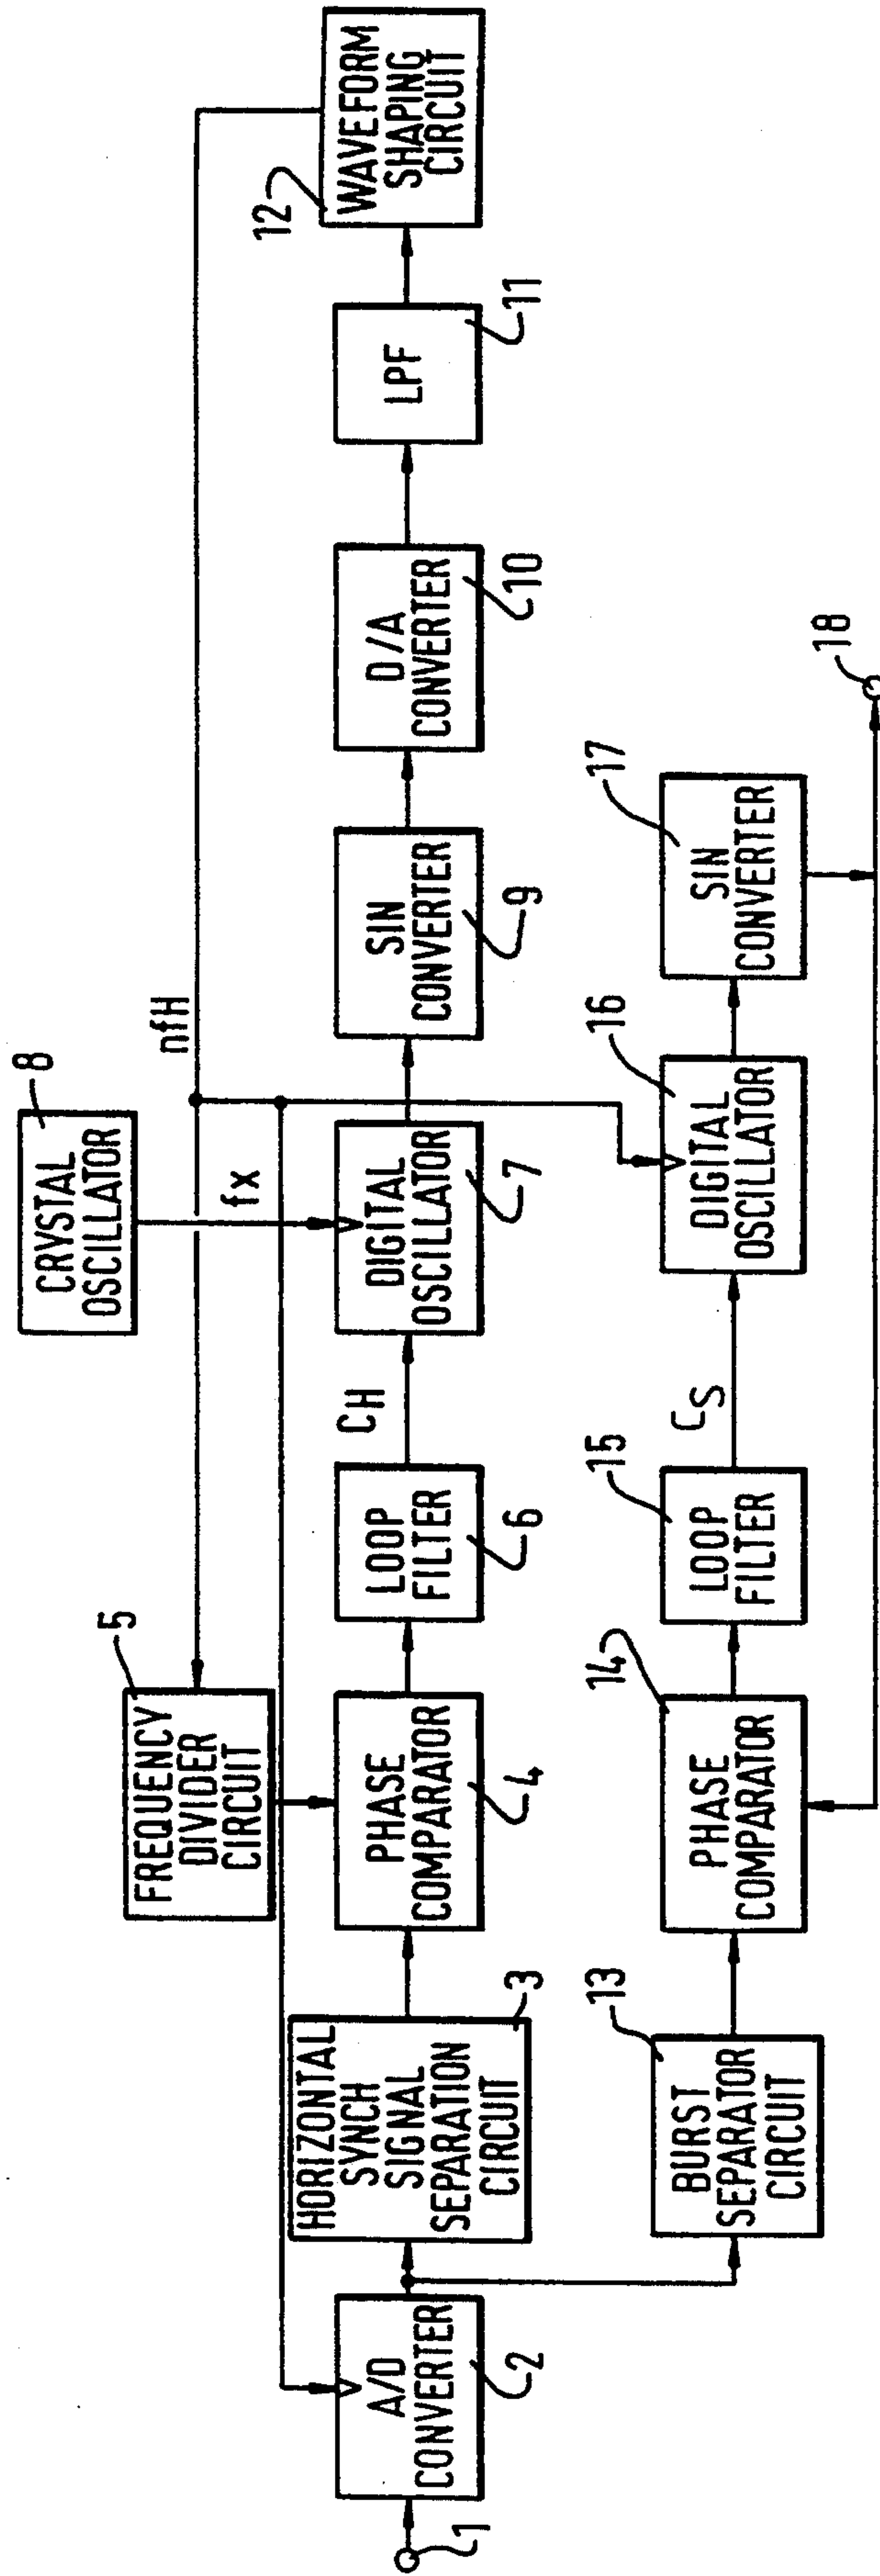 CRYSTAL
OSCILLATOR
8
fx
nfH
FREQUENCY
DIVIDER
CIRCUIT
5
1
A/D
CONVERTER
2
HORIZONTAL
SYNCH
SIGNAL
SEPARATION
CIRCUIT
3
PHASE
COMPARATOR
4
LOOP
FILTER
6
CH
DIGITAL
OSCILLATOR
7
SIN
CONVERTER
9
D/A
CONVERTER
10
LPF
11
WAVEFORM
SHAPING
CIRCUIT
12
BURST
SEPARATOR
CIRCUIT
13
PHASE
COMPARATOR
14
LOOP
FILTER
15
CS
DIGITAL
OSCILLATOR
16
SIN
CONVERTER
17
18